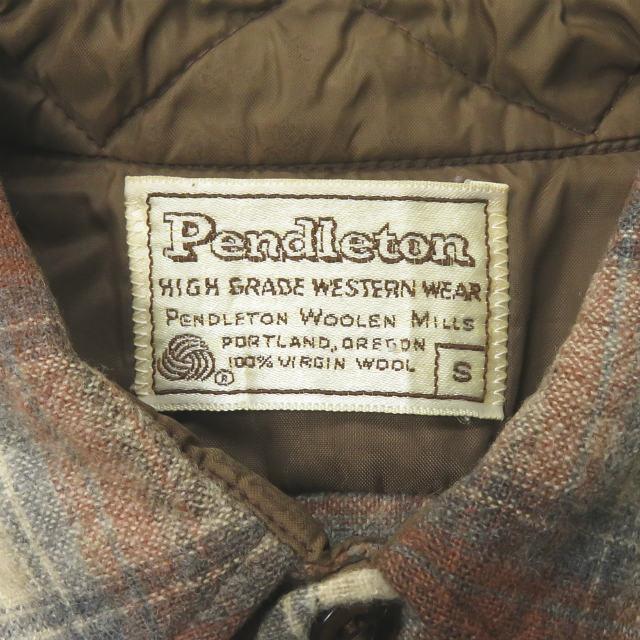 Pendleton
HIGH GRADE WESTERN WEAR
PENDLETON WOOLEN MILLS
PORTLAND, OREGON
100% VIRGIN WOOL
®
S